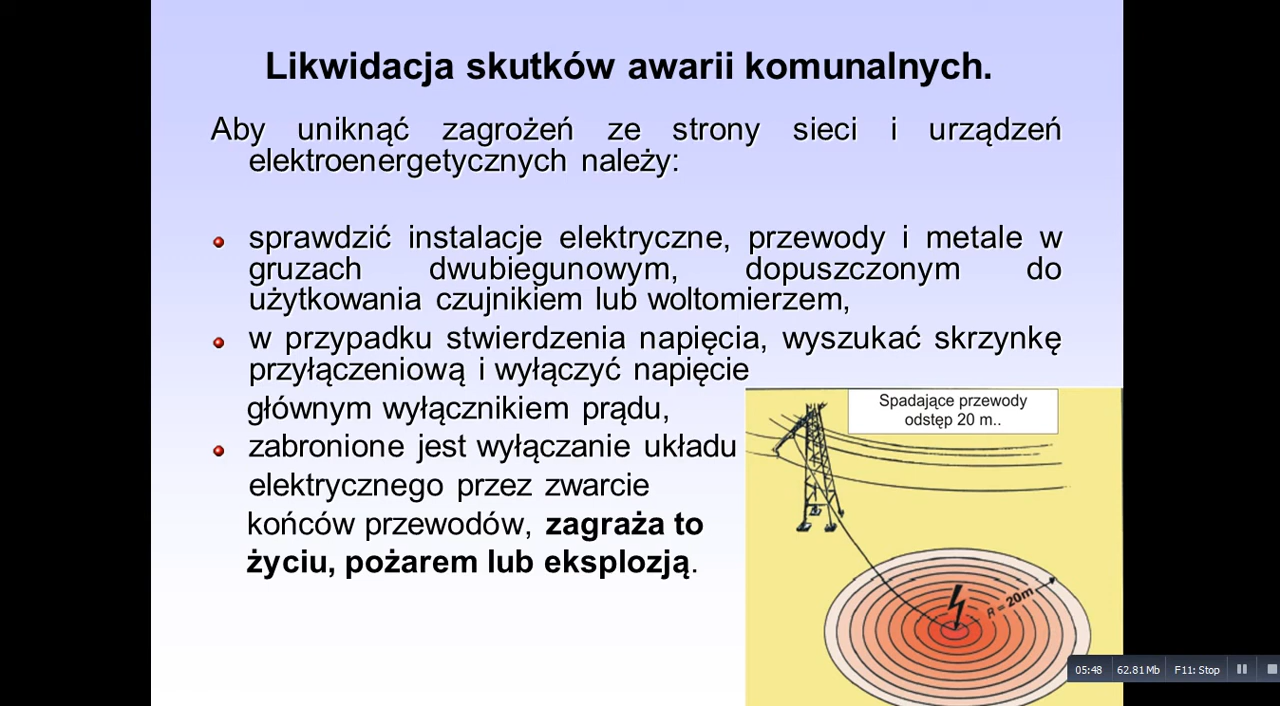 Likwidacja skutków awarii komunalnych.
Aby uniknąć zagrożeń ze strony sieci i urządzeń
elektroenergetycznych należy:
sprawdzić instalacje elektryczne, przewody i metale w
gruzach dwubiegunowym, dopuszczonym do
użytkowania czujnikiem lub woltomierzem,
w przypadku stwierdzenia napięcia, wyszukać skrzynkę
przyłączeniową i wyłączyć napięcie
głównym wyłącznikiem prądu,
zabronione jest wyłączanie układu
elektrycznego przez zwarcie
końców przewodów, zagraża to
życiu, pożarem lub eksplozją.
Spadające przewody
odstęp 20 m..
R = 20m
05:48 62.81 Mb F11: Stop